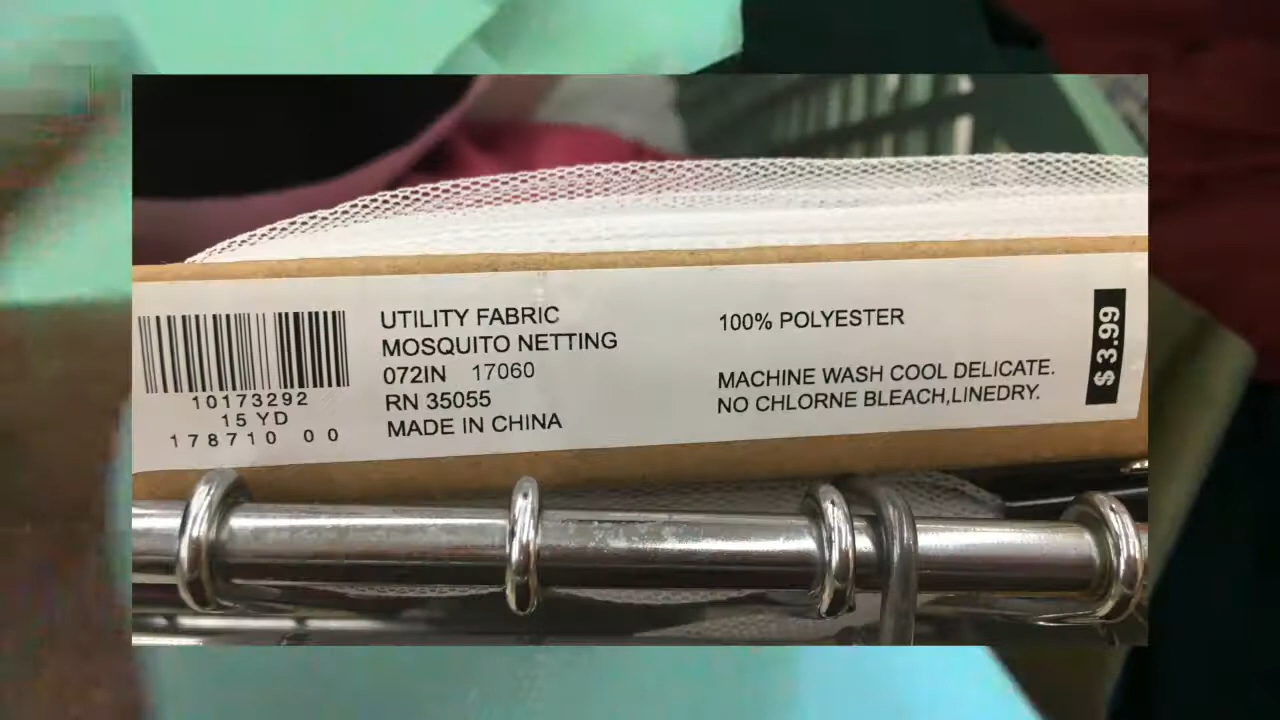 10173292
15 YD
178710 00
UTILITY FABRIC
MOSQUITO NETTING
072IN 17060
RN 35055
MADE IN CHINA
100% POLYESTER
MACHINE WASH COOL DELICATE.
NO CHLORNE BLEACH,LINEDRY.
$3.99